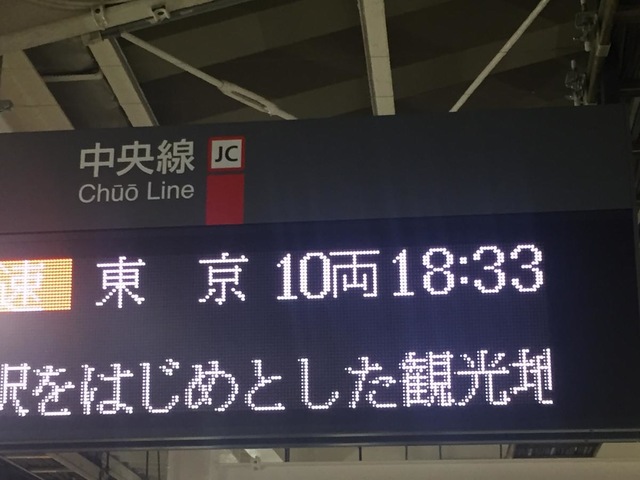 中央線 JC
Chūō Line
速 東京 10両 18:33
駅をはじめとした観光地